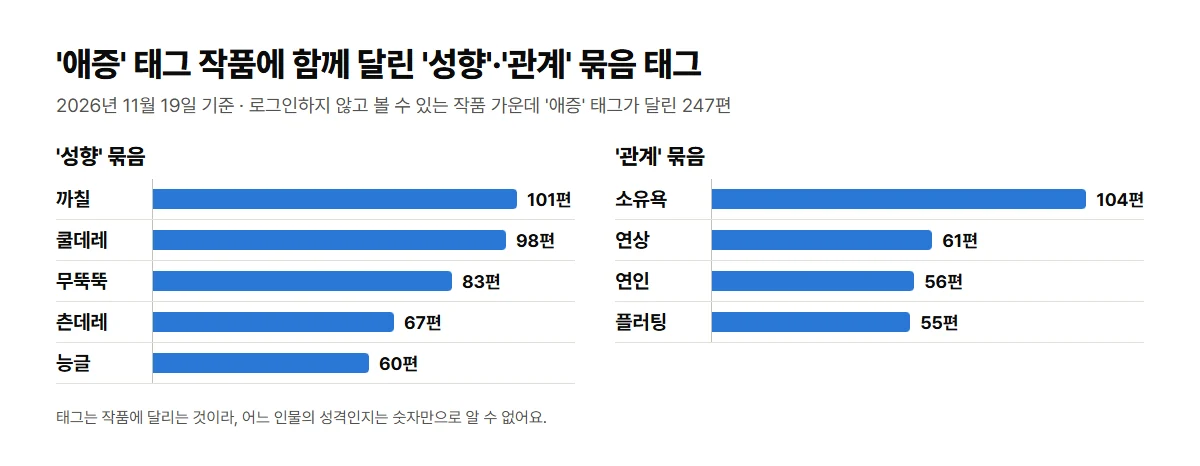 '애증' 태그 작품에 함께 달린 '성향'·'관계' 묶음 태그
2026년 11월 19일 기준 · 로그인하지 않고 볼 수 있는 작품 가운데 '애증' 태그가 달린 247편
'성향' 묶음
까칠 101편
쿨데레 98편
무뚝뚝 83편
츤데레 67편
능글 60편
'관계' 묶음
소유욕 104편
연상 61편
연인 56편
플러팅 55편
태그는 작품에 달리는 것이라, 어느 인물의 성격인지는 숫자만으로 알 수 없어요.